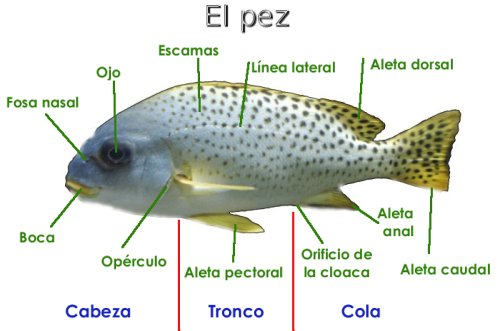 El pez
Escamas
Línea lateral
Aleta dorsal
Ojo
Fosa nasal
Boca
Opérculo
Aleta pectoral
Orificio de
la cloaca
Aleta
anal
Aleta caudal
Cabeza
Tronco
Cola